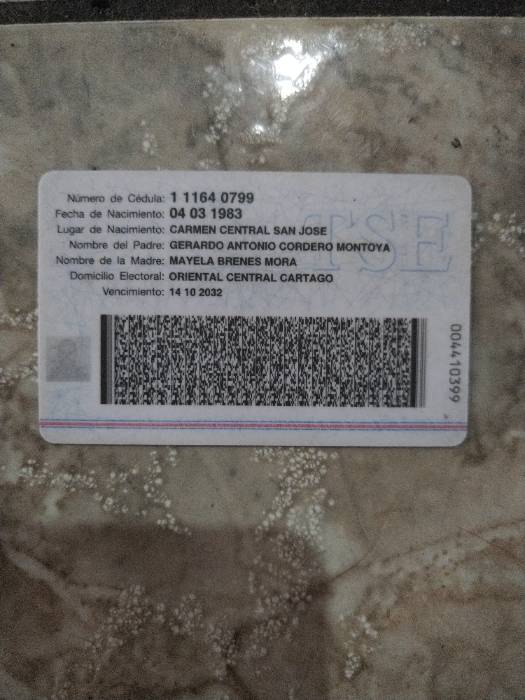 Número de Cédula: 1 1164 0799
Fecha de Nacimiento: 04 03 1983
Lugar de Nacimiento: CARMEN CENTRAL SAN JOSE
Nombre del Padre: GERARDO ANTONIO CORDERO MONTOYA
Nombre de la Madre: MAYELA BRENES MORA
Domicilio Electoral: ORIENTAL CENTRAL CARTAGO
Vencimiento: 14 10 2032
TSE
004410399